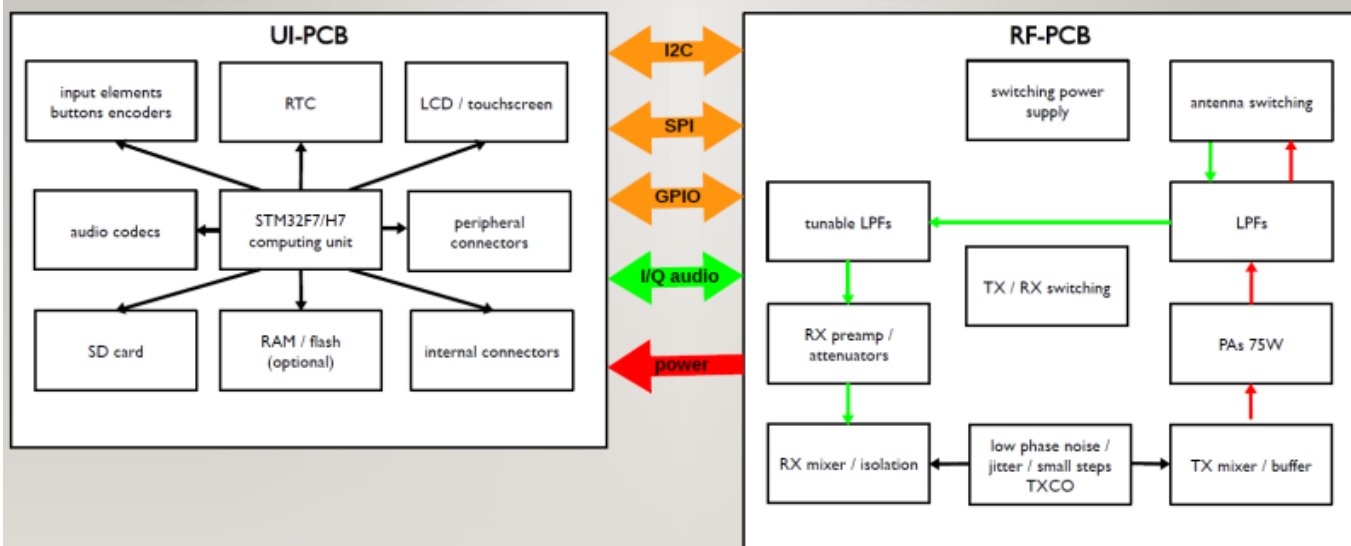 UI-PCB
input elements
buttons encoders
RTC
LCD / touchscreen
audio codecs
STM32F7/H7
computing unit
peripheral
connectors
SD card
RAM / flash
(optional)
internal connectors
I2C
SPI
GPIO
I/Q audio
power
RF-PCB
switching power
supply
antenna switching
tunable LPFs
LPFs
TX / RX switching
RX preamp /
attenuators
PAs 75W
RX mixer / isolation
low phase noise /
jitter / small steps
TXCO
TX mixer / buffer